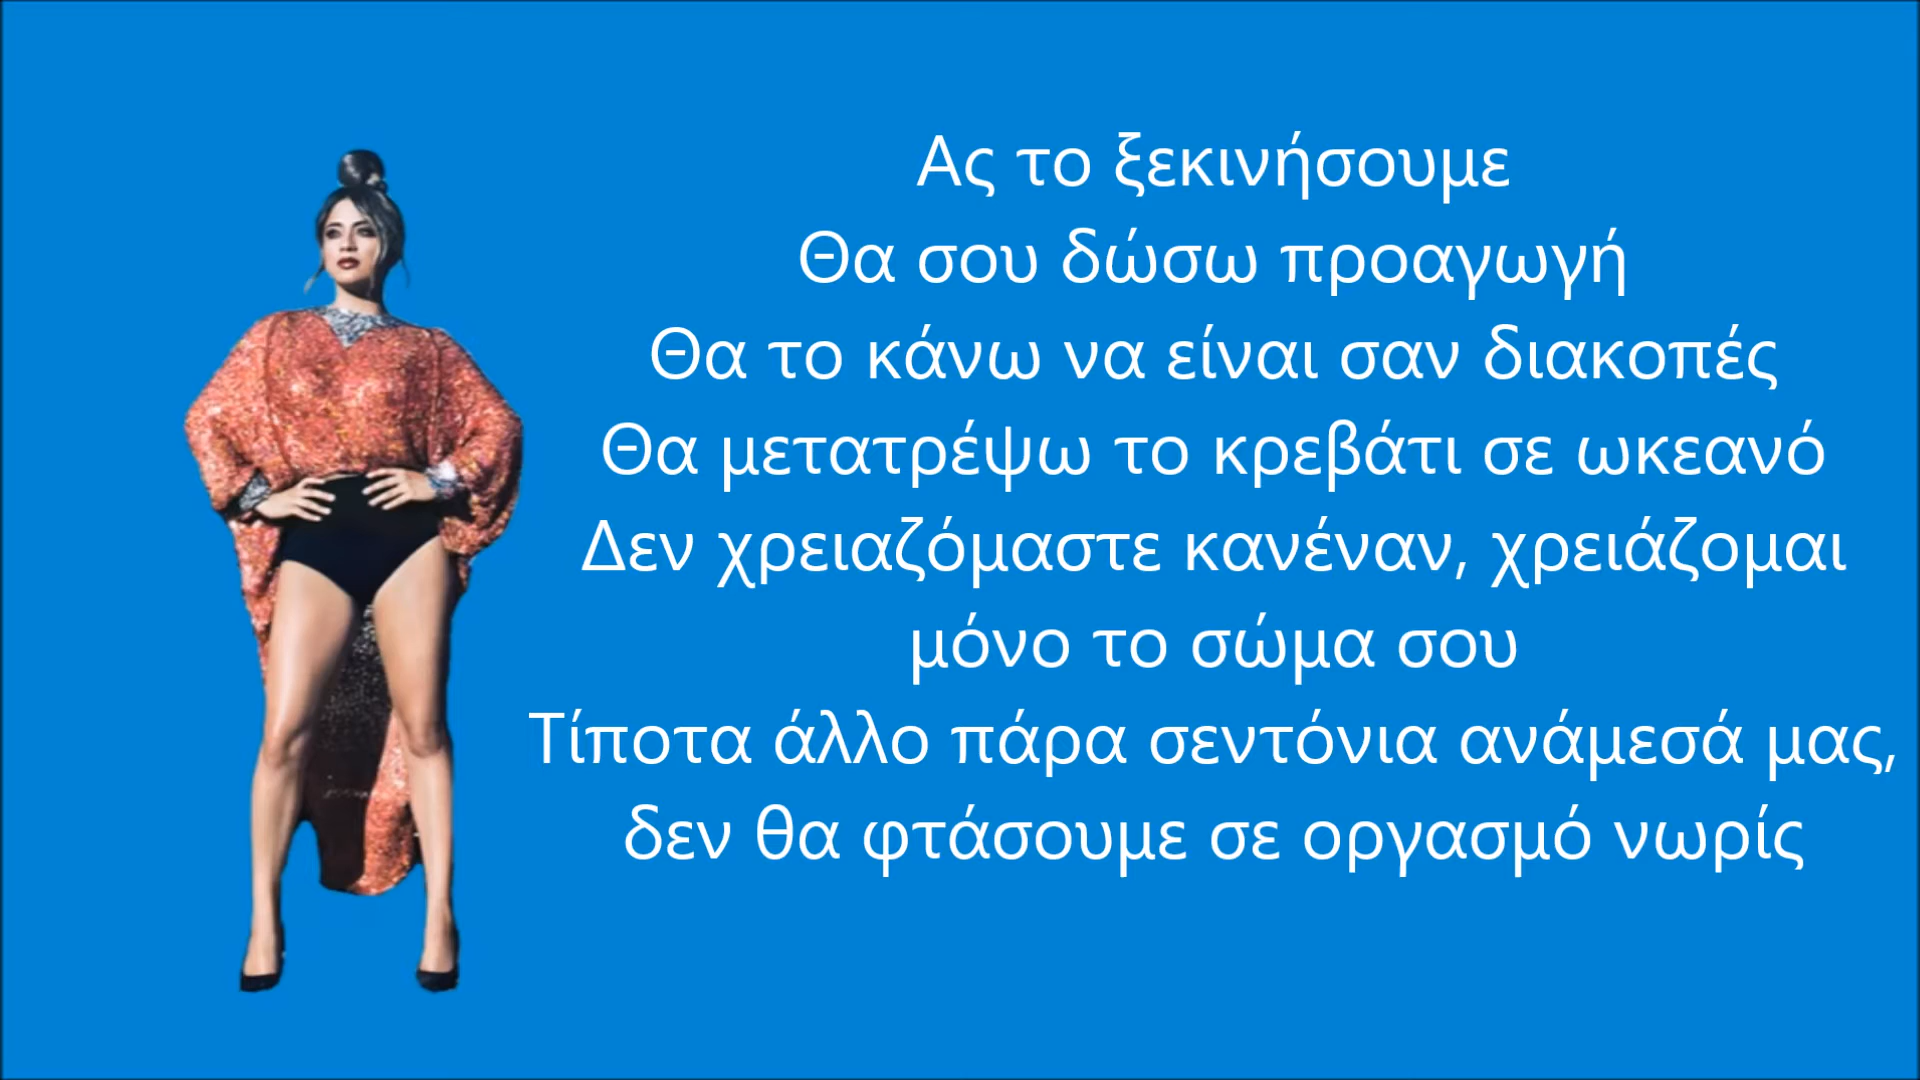 Ας το ξεκινήσουμε
Θα σου δώσω προαγωγή
Θα το κάνω να είναι σαν διακοπές
Θα μετατρέψω το κρεβάτι σε ωκεανό
Δεν χρειαζόμαστε κανέναν, χρειάζομαι
μόνο το σώμα σου
Τίποτα άλλο πάρα σεντόνια ανάμεσά μας,
δεν θα φτάσουμε σε οργασμό νωρίς